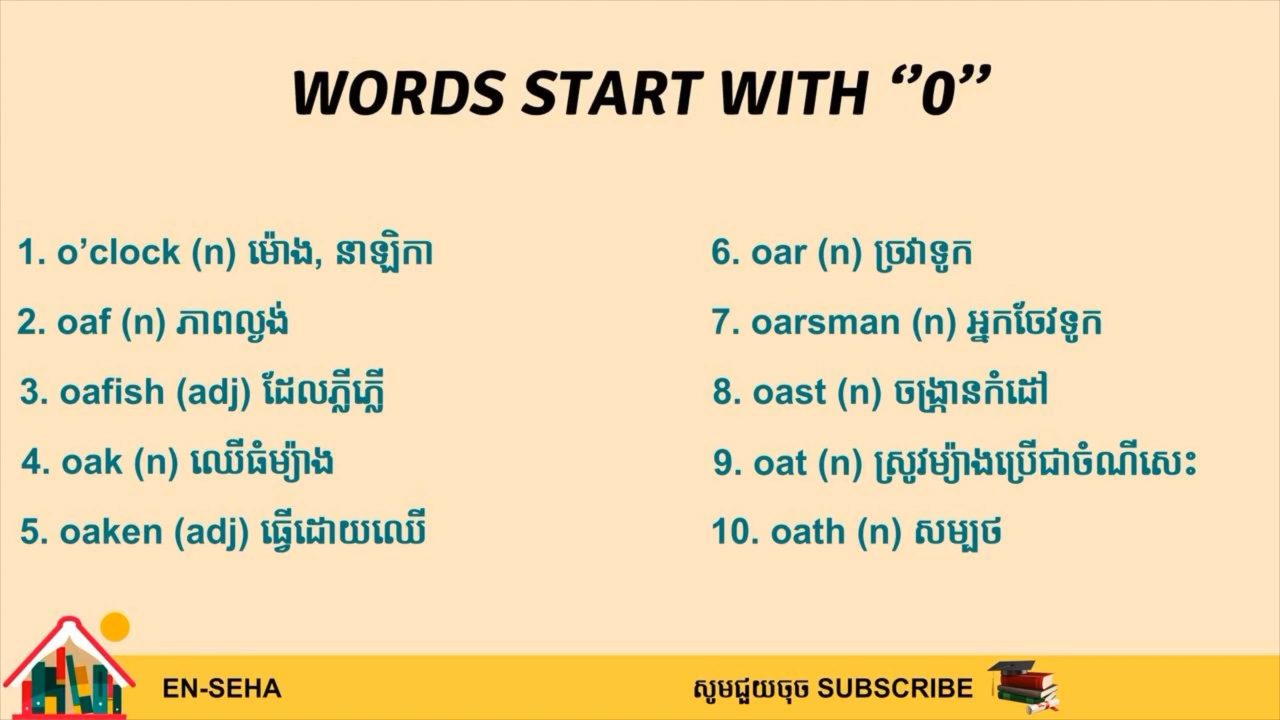 WORDS START WITH “0”
1. o’clock (n) ម៉ោង, នាឡិកា
2. oaf (n) ភាពល្ងង់
3. oafish (adj) ដែលភ្លីភ្លើ
4. oak (n) ឈើធំម្យ៉ាង
5. oaken (adj) ធ្វើដោយឈើ
6. oar (n) ច្រវាទូក
7. oarsman (n) អ្នកចែវទូក
8. oast (n) ចង្ក្រានកំដៅ
9. oat (n) ស្រូវម្យ៉ាងប្រើជាចំណីសេះ
10. oath (n) សម្បថ
EN-SEHA
សូមជួយចុច SUBSCRIBE